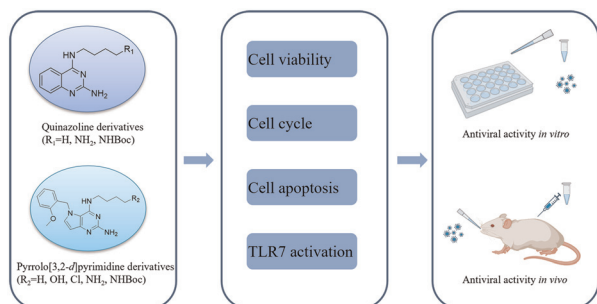 HN
R₁
N
N
NH₂
Quinazoline derivatives
(R₁=H, NH₂, NHBoc)
HN
R₂
N
N
O
N
NH₂
Pyrrolo[3,2-d]pyrimidine derivatives
(R₂=H, OH, Cl, NH₂, NHBoc)
Cell viability
Cell cycle
Cell apoptosis
TLR7 activation
Antiviral activity in vitro
Antiviral activity in vivo